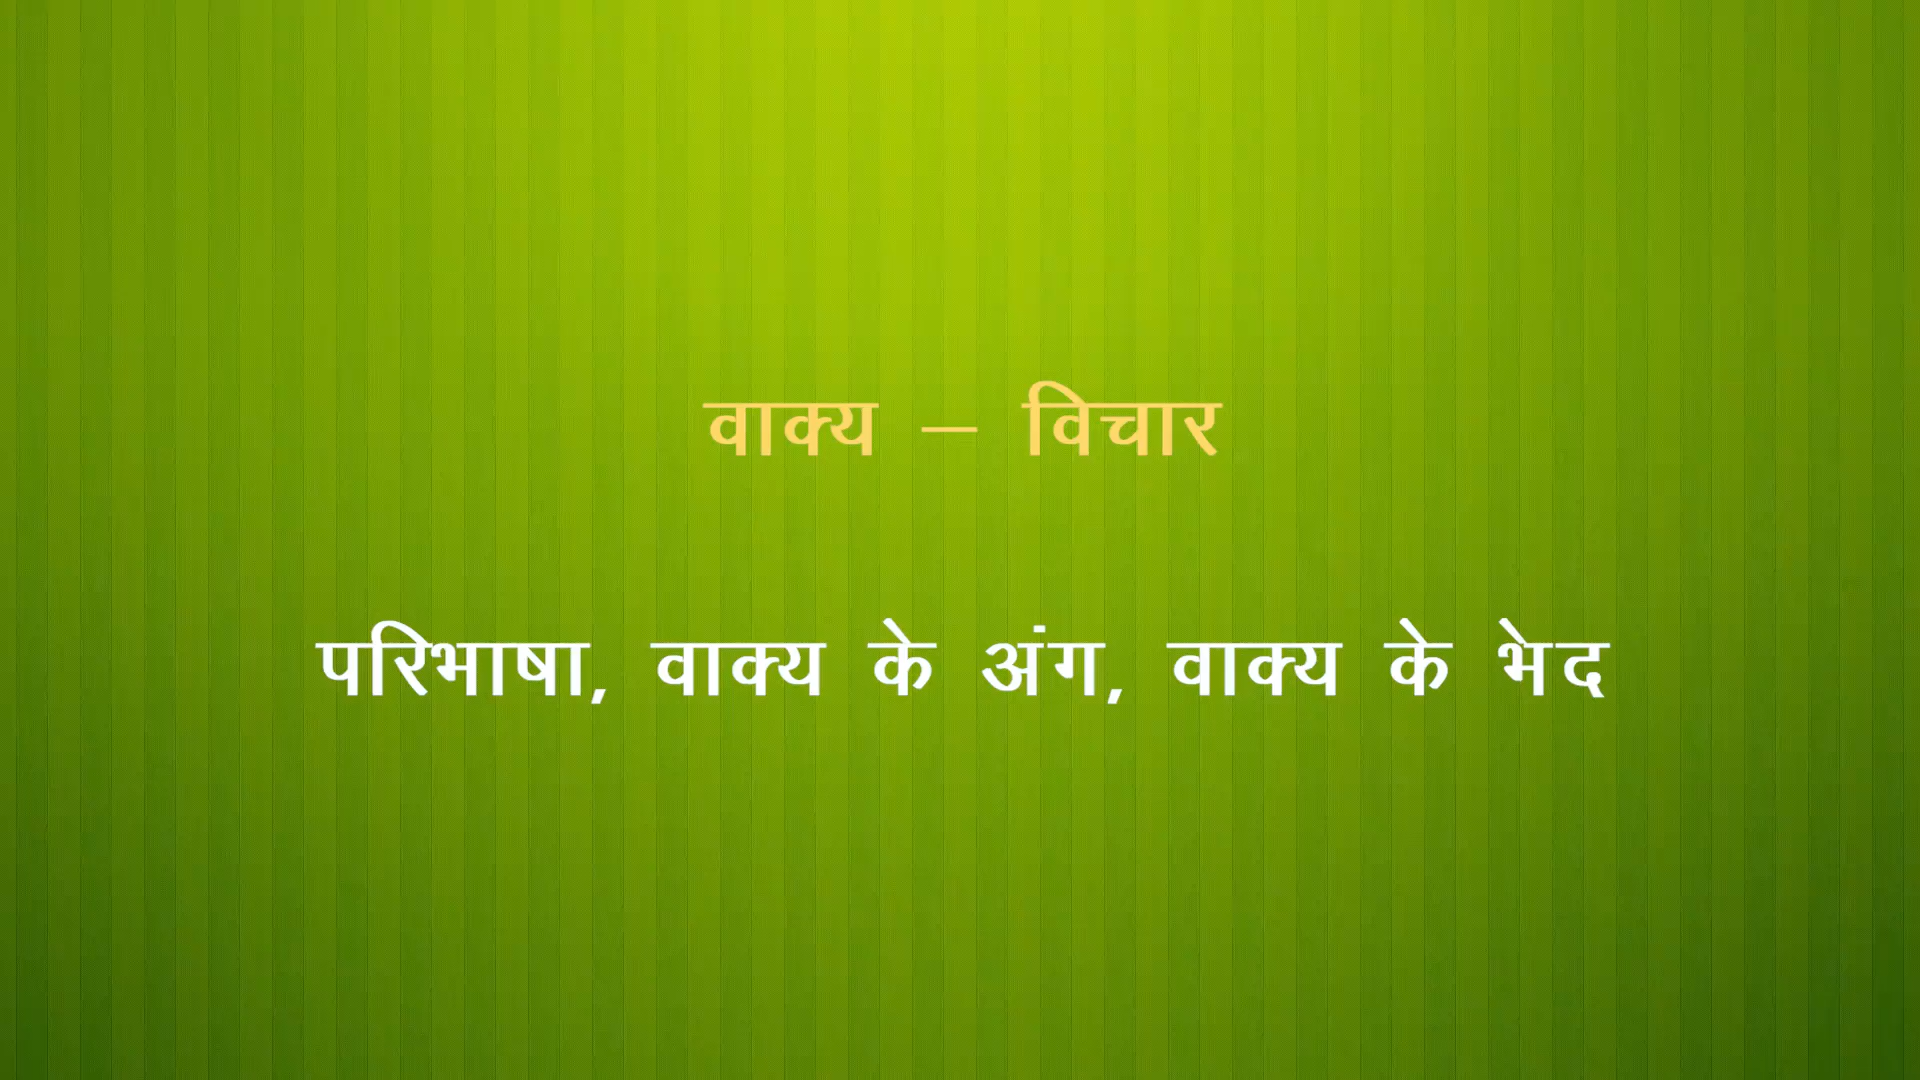 वाक्य – विचार
परिभाषा, वाक्य के अंग, वाक्य के भेद